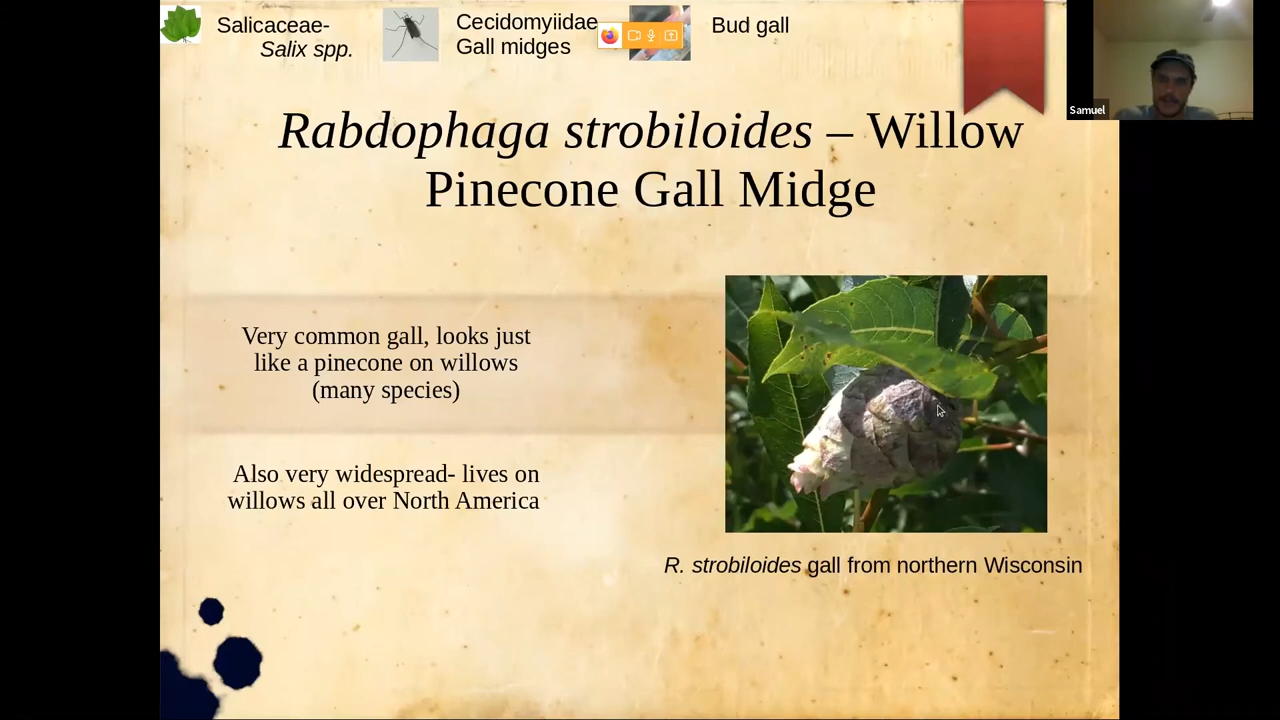 Salicaceae-
Salix spp.
Cecidomyiidae
Gall midges
Bud gall
Samuel
Rabdophaga strobiloides – Willow
Pinecone Gall Midge
Very common gall, looks just
like a pinecone on willows
(many species)
Also very widespread- lives on
willows all over North America
R. strobiloides gall from northern Wisconsin